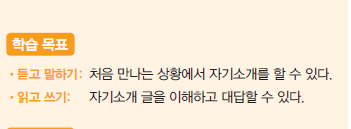 학습 목표
· 듣고 말하기: 처음 만나는 상황에서 자기소개를 할 수 있다.
· 읽고 쓰기: 자기소개 글을 이해하고 대답할 수 있다.